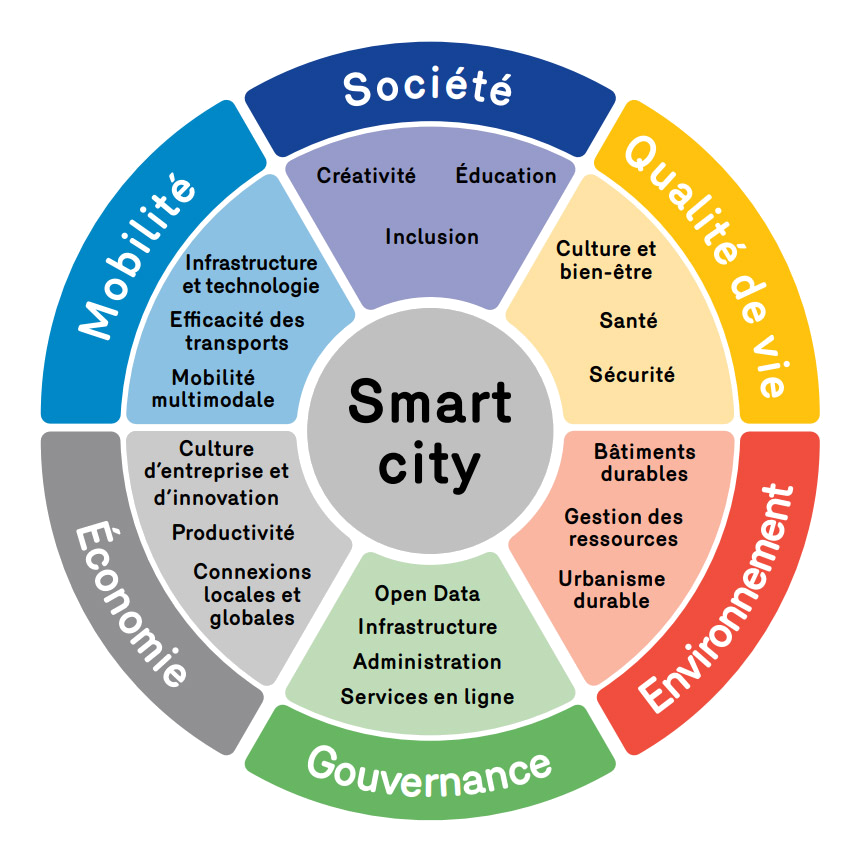 Société
Créativité
Éducation
Inclusion
Qualité de vie
Culture et
bien-être
Santé
Sécurité
Environnement
Bâtiments
durables
Gestion des
ressources
Urbanisme
durable
Gouvernance
Open Data
Infrastructure
Administration
Services en ligne
Économie
Culture
d'entreprise et
d'innovation
Productivité
Connexions
locales et
globales
Mobilité
Infrastructure
et technologie
Efficacité des
transports
Mobilité
multimodale
Smart
city